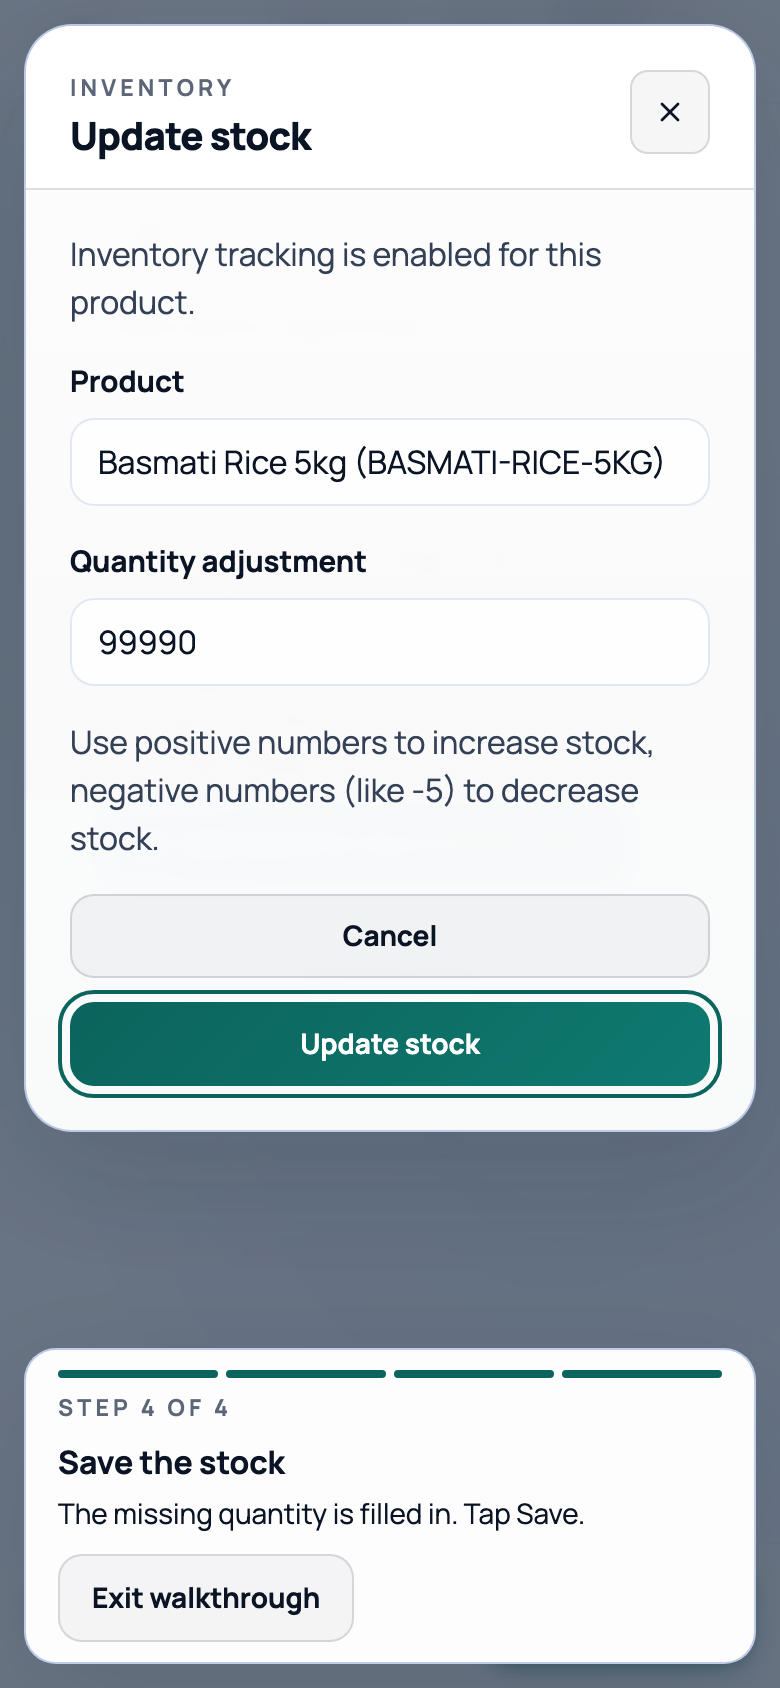 INVENTORY
Update stock
Inventory tracking is enabled for this
product.
Product
Basmati Rice 5kg (BASMATI-RICE-5KG)
Quantity adjustment
99990
Use positive numbers to increase stock,
negative numbers (like -5) to decrease
stock.
Cancel
Update stock
STEP 4 OF 4
Save the stock
The missing quantity is filled in. Tap Save.
Exit walkthrough